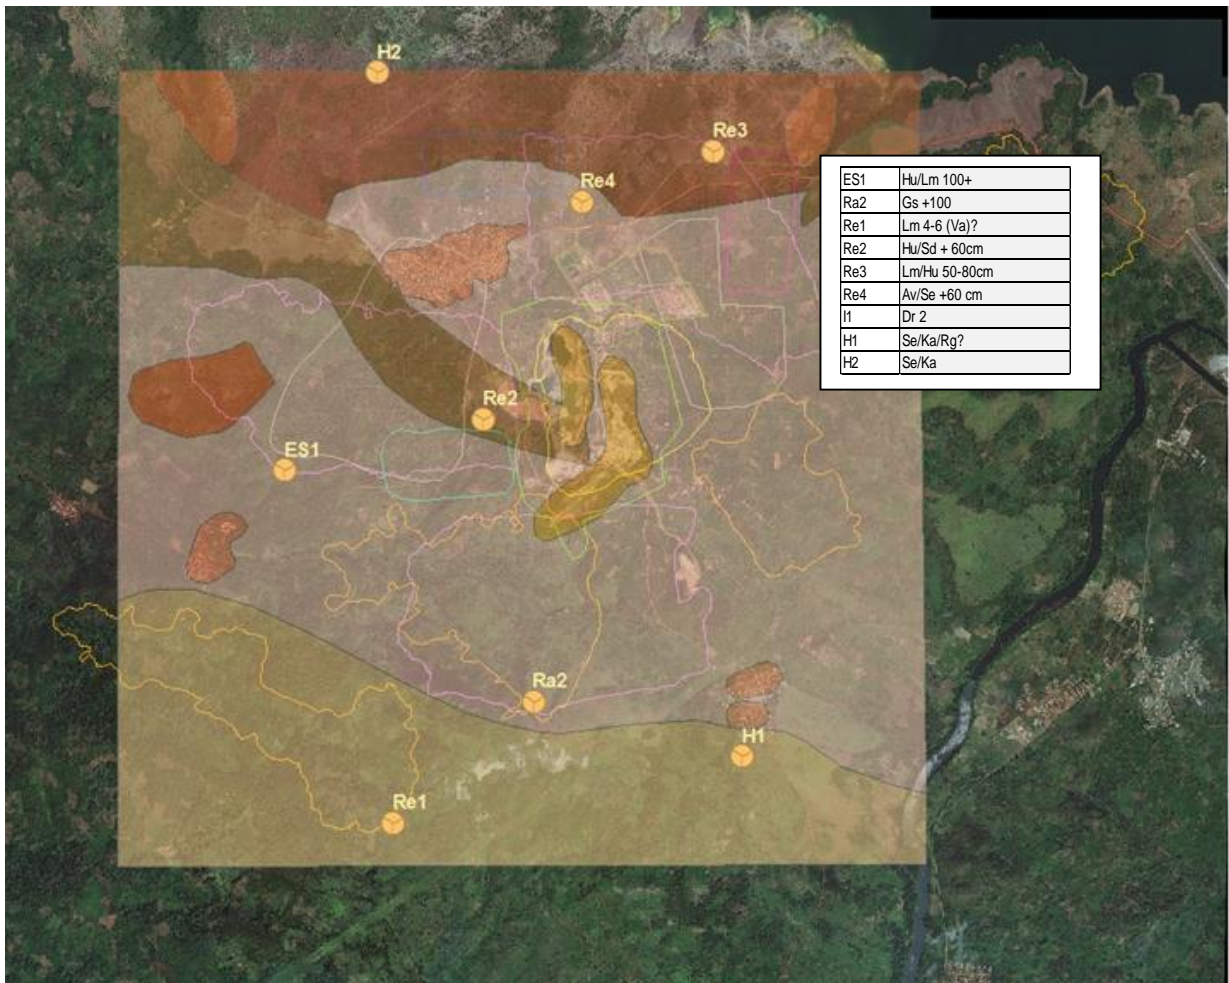 H2
Re3
Re4
ES1 Hu/Lm 100+
Ra2 Gs +100
Re1 Lm 4-6 (Va)?
Re2 Hu/Sd + 60cm
Re3 Lm/Hu 50-80cm
Re4 Av/Se +60 cm
I1 Dr 2
H1 Se/Ka/Rg?
H2 Se/Ka
Re2
ES1
Ra2
H1
Re1